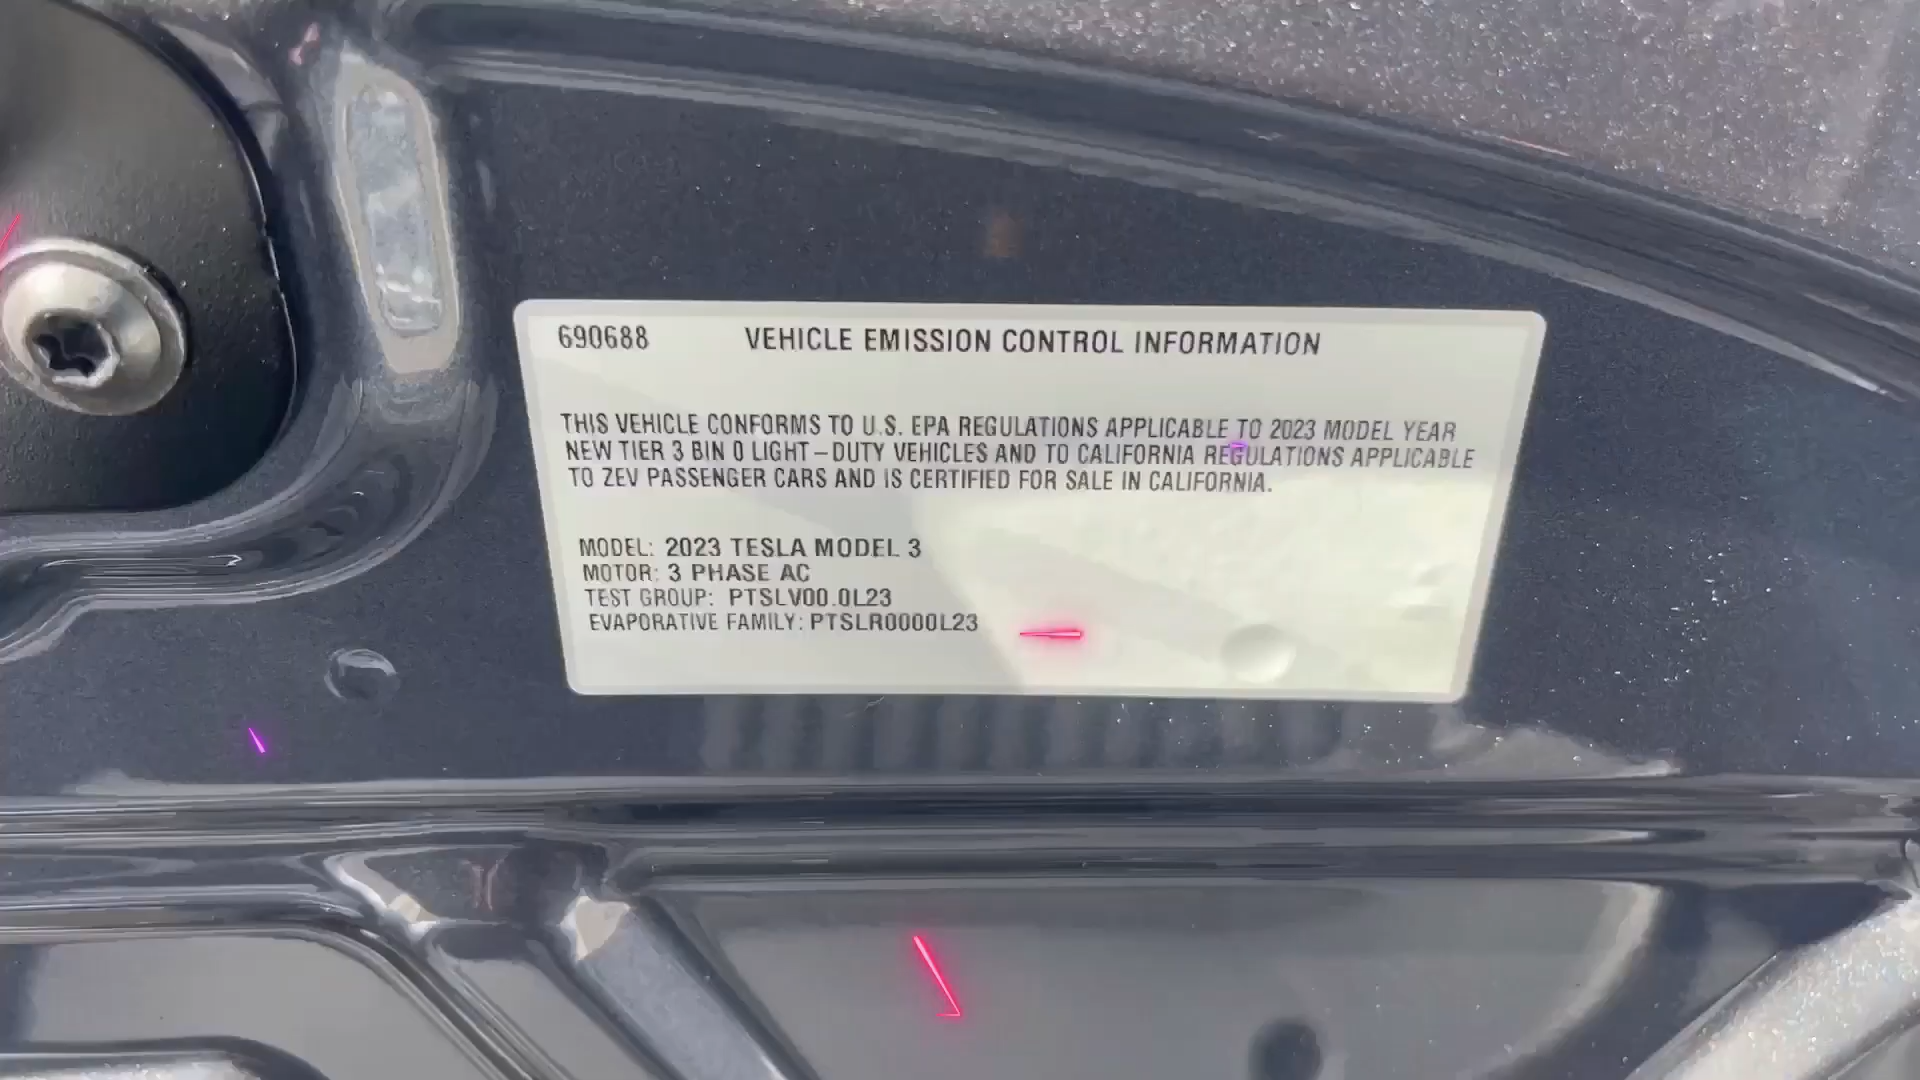 690688 VEHICLE EMISSION CONTROL INFORMATION
THIS VEHICLE CONFORMS TO U.S. EPA REGULATIONS APPLICABLE TO 2023 MODEL YEAR
NEW TIER 3 BIN 0 LIGHT-DUTY VEHICLES AND TO CALIFORNIA REGULATIONS APPLICABLE
TO ZEV PASSENGER CARS AND IS CERTIFIED FOR SALE IN CALIFORNIA.
MODEL: 2023 TESLA MODEL 3
MOTOR: 3 PHASE AC
TEST GROUP: PTSLV00.0L23
EVAPORATIVE FAMILY: PTSLR0000L23